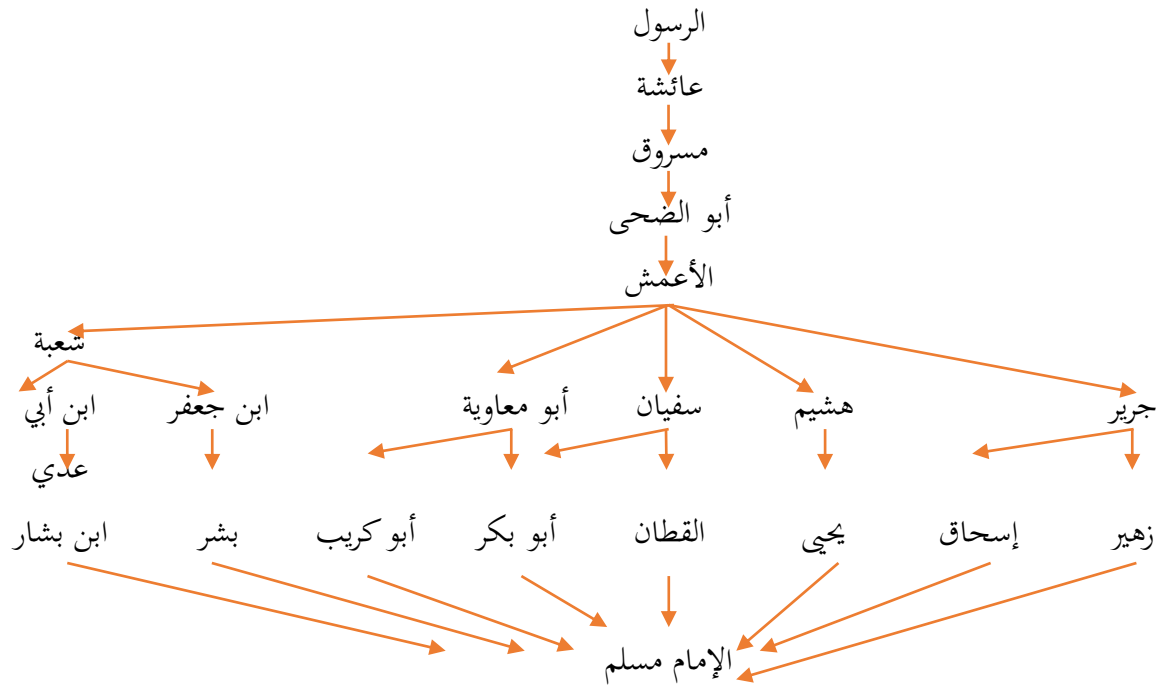 الرسول
عائشة
مسروق
أبو الضحى
الأعمش
شعبة
جرير هشيم سفيان أبو معاوية ابن جعفر ابن أبي
عدي
زهير إسحاق يحيى القطان أبو بكر أبو كريب بشر ابن بشار
الإمام مسلم